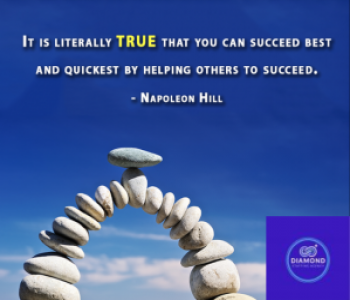 IT IS LITERALLY TRUE THAT YOU CAN SUCCEED BEST
AND QUICKEST BY HELPING OTHERS TO SUCCEED.
- NAPOLEON HILL
DIAMOND